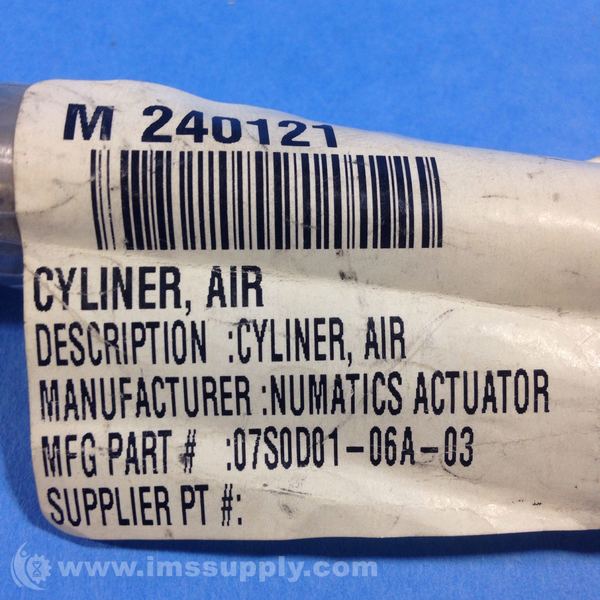 M 240121
CYLINER, AIR
DESCRIPTION :CYLINER, AIR
MANUFACTURER :NUMATICS ACTUATOR
MFG PART # :07S0D01-06A-03
SUPPLIER PT #:
www.imssupply.com